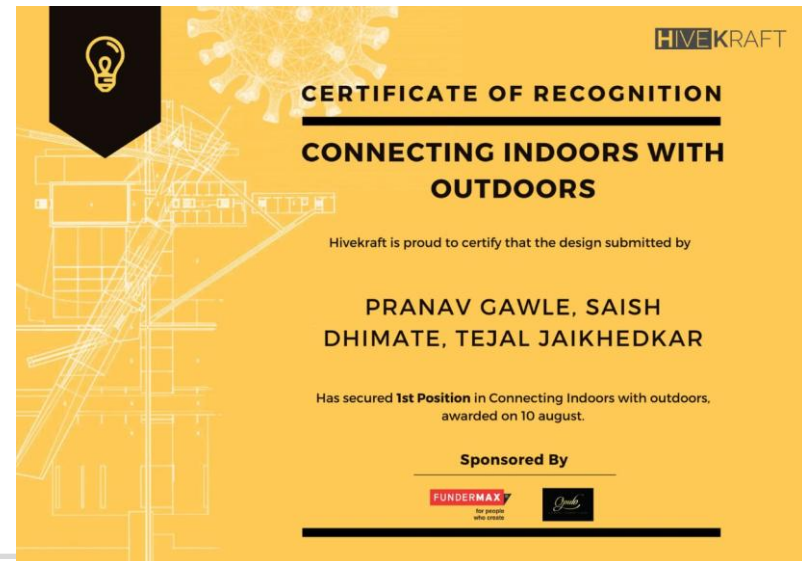 HIVEKRAFT
CERTIFICATE OF RECOGNITION
CONNECTING INDOORS WITH
OUTDOORS
Hivekraft is proud to certify that the design submitted by
PRANAV GAWLE, SAISH
DHIMATE, TEJAL JAIKHEDKAR
Has secured 1st Position in Connecting Indoors with outdoors,
awarded on 10 august.
Sponsored By
FUNDERMAX
for people
who create